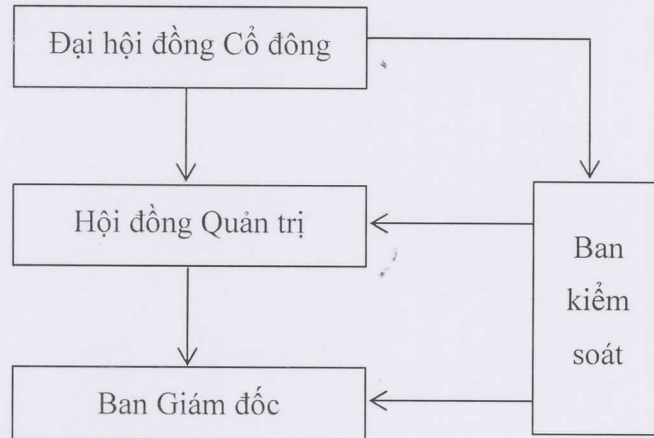 Đại hội đồng Cổ đông
Hội đồng Quản trị
Ban
kiểm
soát
Ban Giám đốc